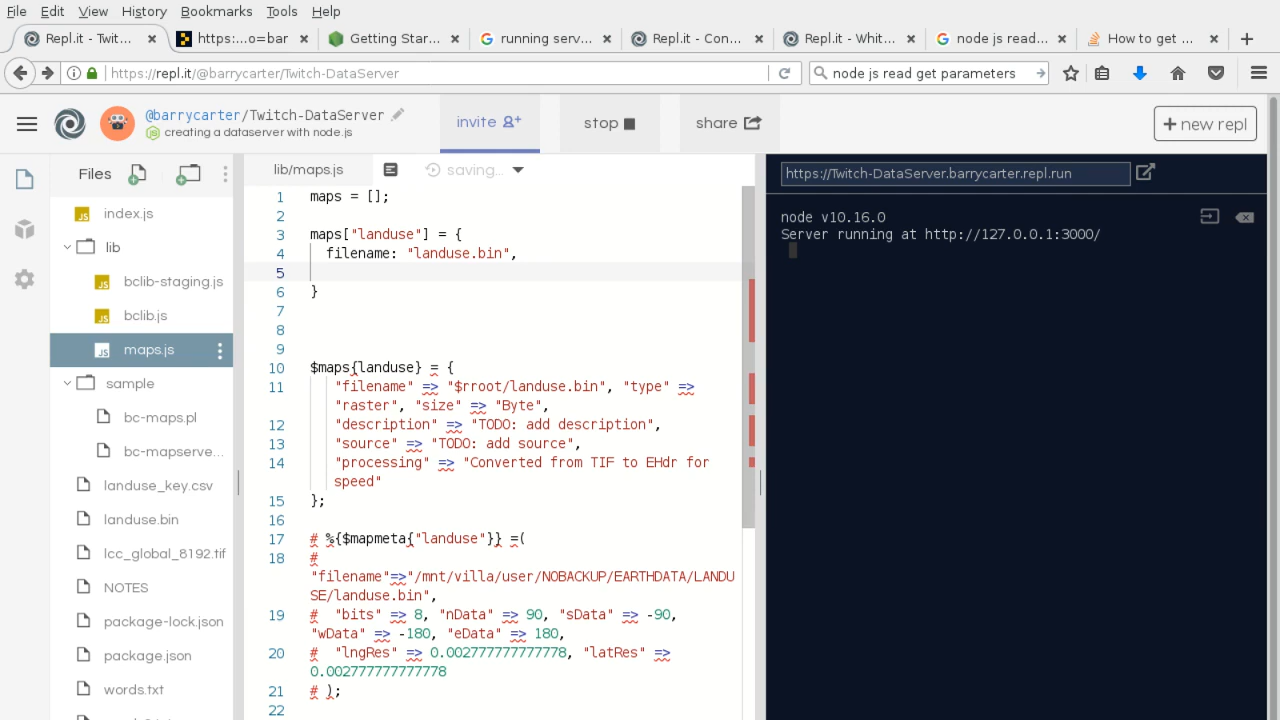 File Edit View History Bookmarks Tools Help
Repl.it - Twit... × https:...o=bar × Getting Star... × running serv... × Repl.it - Con... × Repl.it - Whit... × node js read... × How to get ... × +
https://repl.it/@barrycarter/Twitch-DataServer node js read get parameters
@barrycarter/Twitch-DataServer
creating a dataserver with node.js
invite
stop
share
+ new repl
Files
lib/maps.js
saving...
https://Twitch-DataServer.barrycarter.repl.run
index.js
lib
bclib-staging.js
bclib.js
maps.js
sample
bc-maps.pl
bc-mapserve...
landuse_key.csv
landuse.bin
lcc_global_8192.tif
NOTES
package-lock.json
package.json
words.txt
1 maps = [];
2
3 maps["landuse"] = {
4 filename: "landuse.bin",
5
6 }
7
8
9
10 $maps{landuse} = {
11 "filename" => "$rroot/landuse.bin", "type" =>
"raster", "size" => "Byte",
12 "description" => "TODO: add description",
13 "source" => "TODO: add source",
14 "processing" => "Converted from TIF to EHdr for
speed"
15 };
16
17 # %{$mapmeta{"landuse"}} =(
18 #
"filename"=>"/mnt/villa/user/NOBACKUP/EARTHDATA/LANDU
SE/landuse.bin",
19 # "bits" => 8, "nData" => 90, "sData" => -90,
"wData" => -180, "eData" => 180,
20 # "lngRes" => 0.002777777777778, "latRes" =>
0.002777777777778
21 # );
22
node v10.16.0
Server running at http://127.0.0.1:3000/